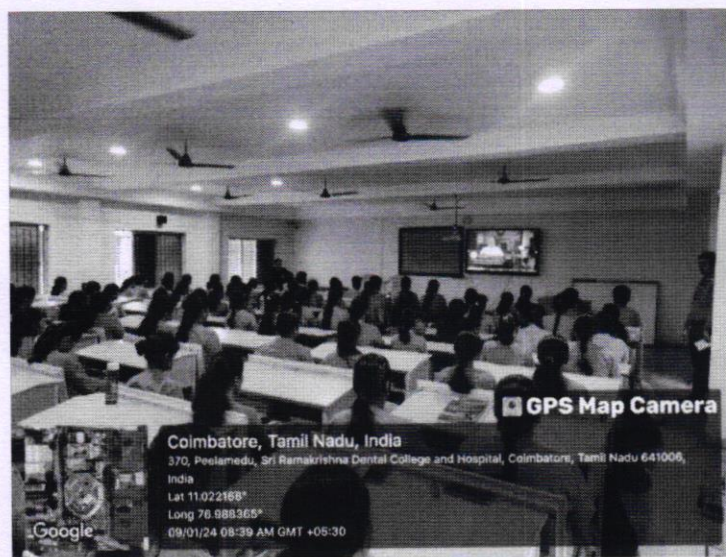 GPS Map Camera
Coimbatore, Tamil Nadu, India
370, Peelamedu, Sri Ramakrishna Dental College and Hospital, Coimbatore, Tamil Nadu 641006,
India
Lat 11.022168°
Long 76.988365°
09/01/24 08:39 AM GMT +05:30
Google